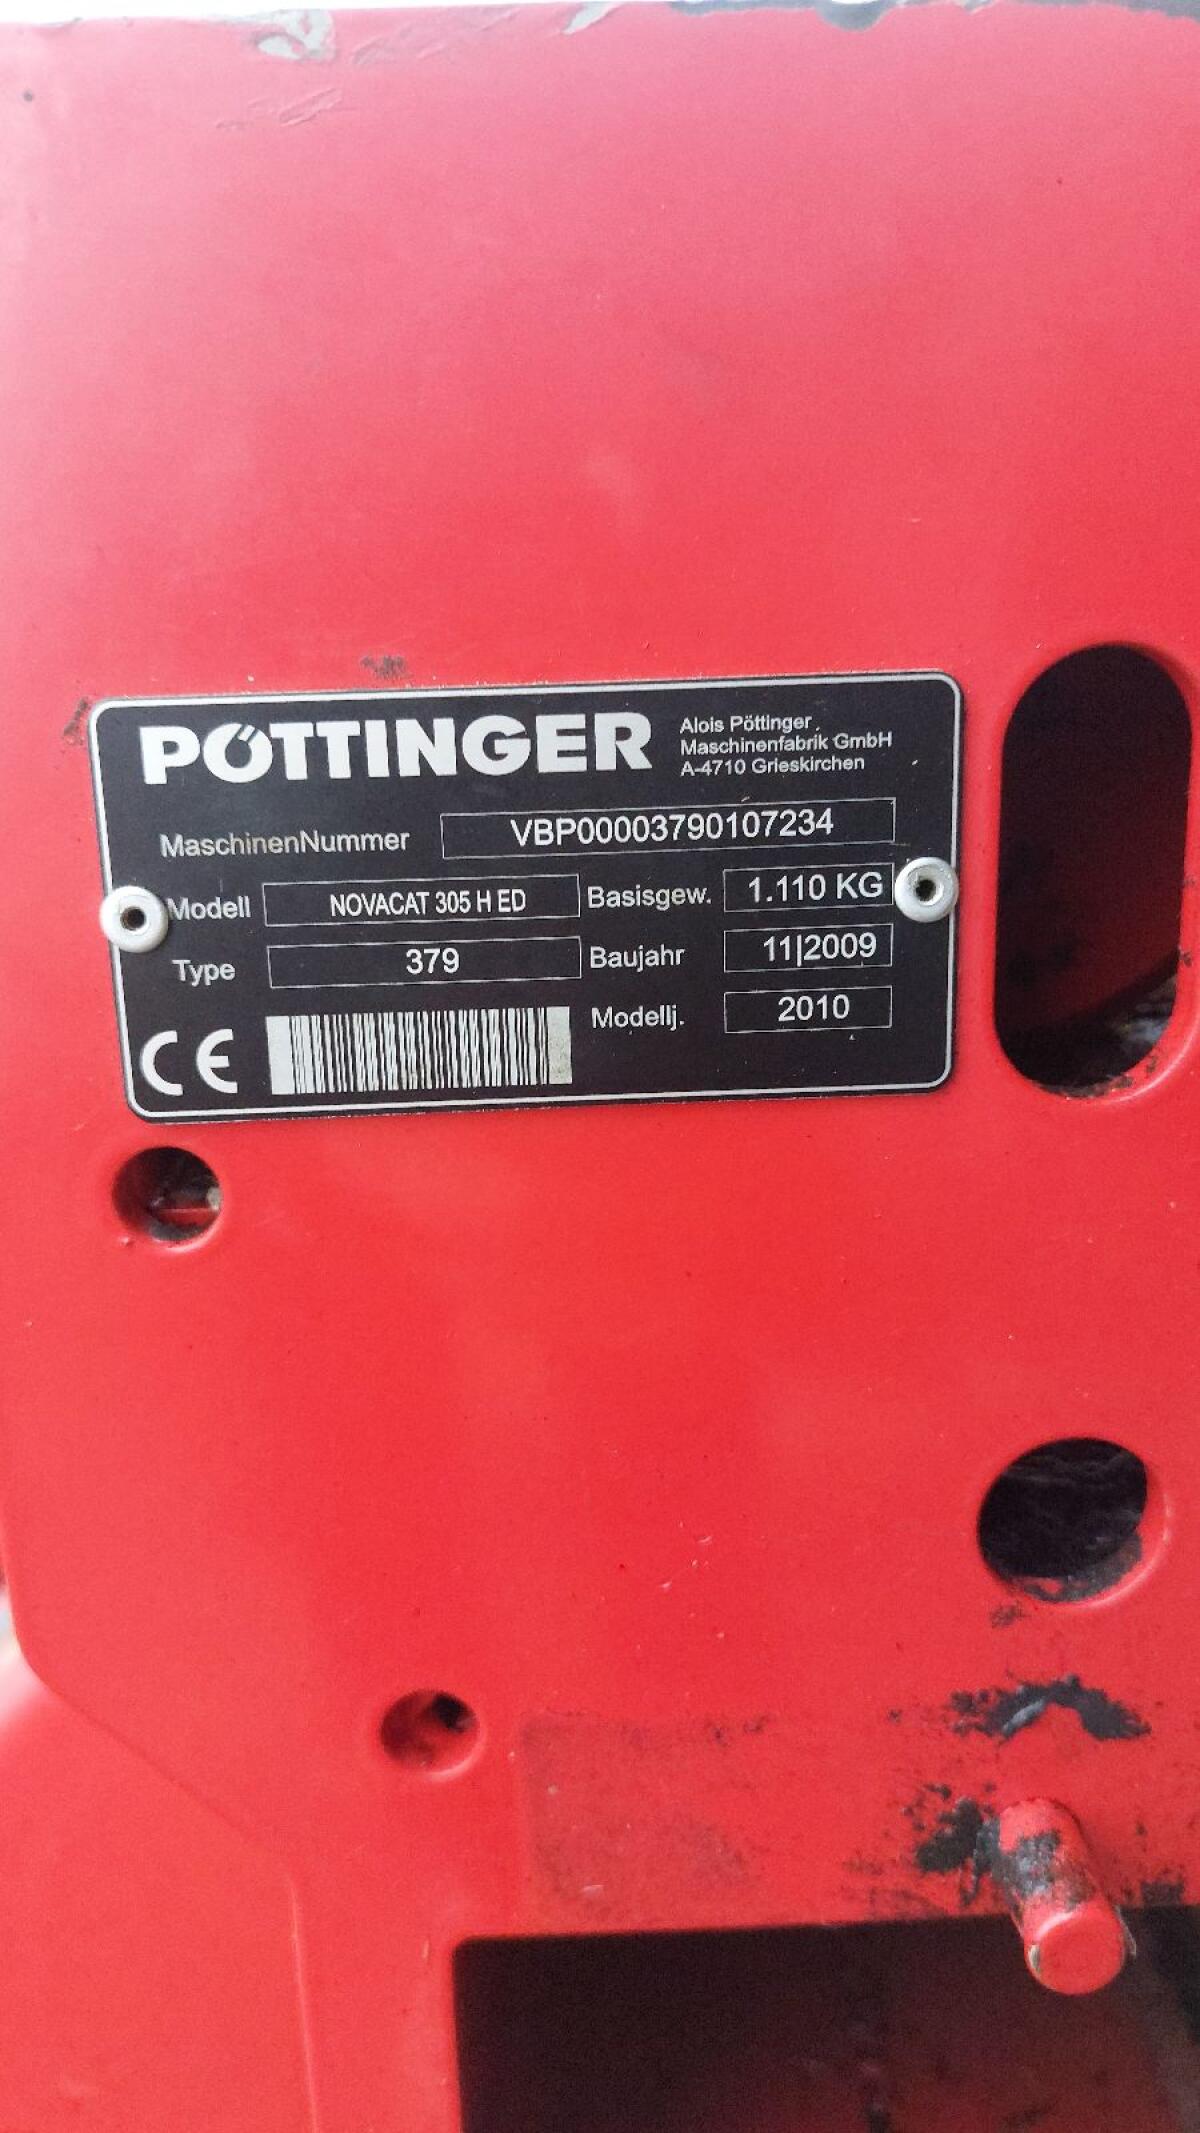 PÖTTINGER
Alois Pöttinger
Maschinenfabrik GmbH
A-4710 Grieskirchen
MaschinenNummer VBP00003790107234
Modell NOVACAT 305 H ED Basisgew. 1.110 KG
Type 379 Baujahr 11|2009
Modellj. 2010
CE